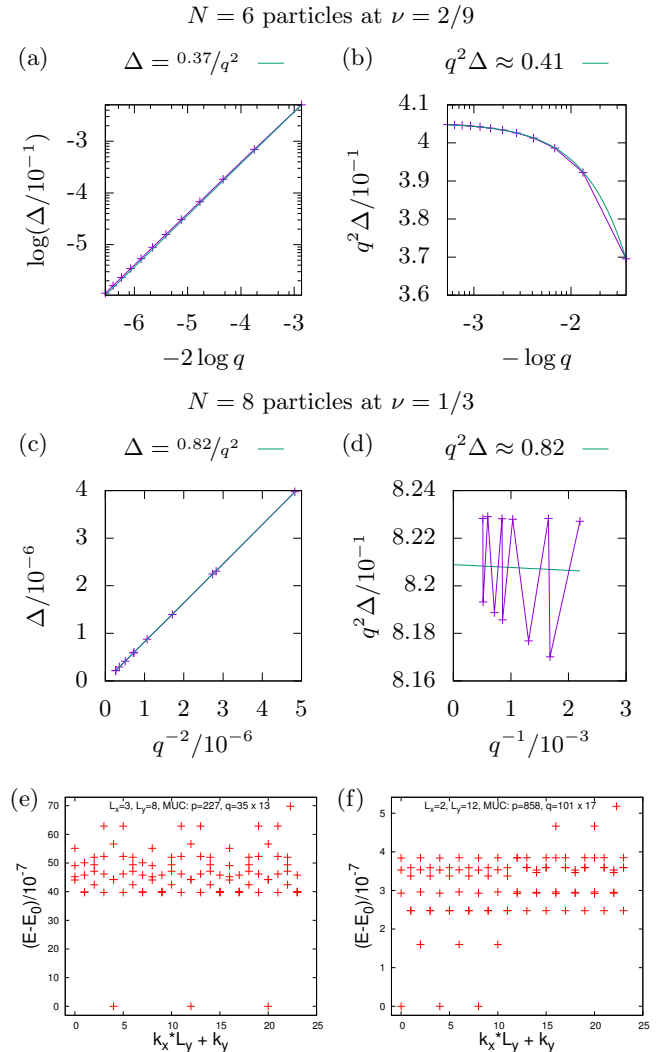 N = 6 particles at ν = 2/9
(a) Δ = 0.37/q² (b) q²Δ ≈ 0.41
log(Δ/10⁻¹)
-3
-4
-5
-6 -5 -4 -3
−2 log q
q²Δ/10⁻¹
4.1
4
3.9
3.8
3.7
3.6
-3 -2
− log q
N = 8 particles at ν = 1/3
(c) Δ = 0.82/q² (d) q²Δ ≈ 0.82
Δ/10⁻⁶
4
3
2
1
0
0 1 2 3 4 5
q⁻²/10⁻⁶
q²Δ/10⁻¹
8.24
8.22
8.2
8.18
8.16
0 1 2 3
q⁻¹/10⁻³
(e) L_x=3, L_y=8, MUC: p=227, q=35 x 13
(E-E₀)/10⁻⁷
70
60
50
40
30
20
10
0
0 5 10 15 20 25
k_x*L_y + k_y
(f) L_x=2, L_y=12, MUC: p=858, q=101 x 17
(E-E₀)/10⁻⁷
5
4
3
2
1
0
0 5 10 15 20 25
k_x*L_y + k_y